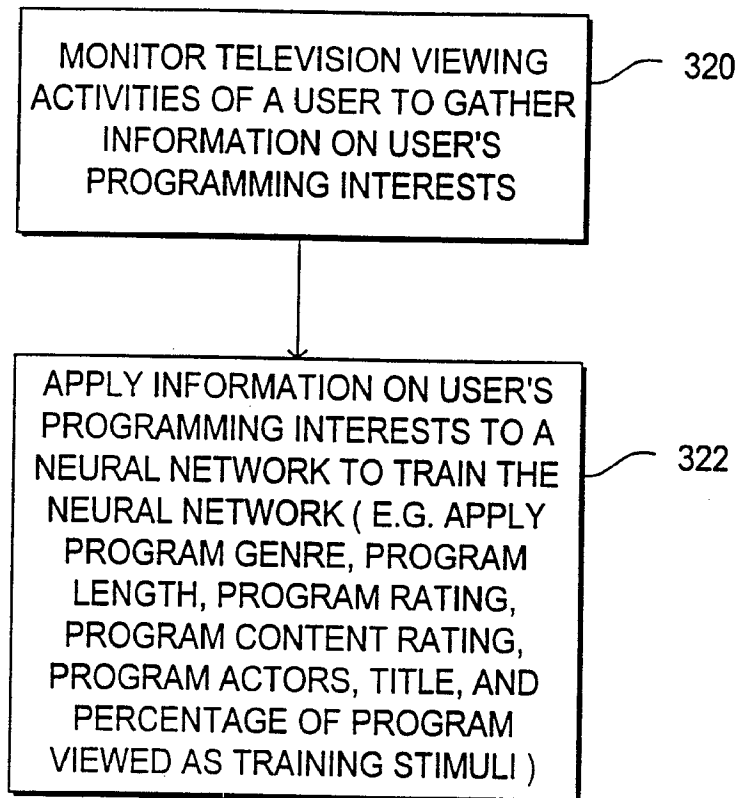 MONITOR TELEVISION VIEWING
ACTIVITIES OF A USER TO GATHER
INFORMATION ON USER'S
PROGRAMMING INTERESTS
320
APPLY INFORMATION ON USER'S
PROGRAMMING INTERESTS TO A
NEURAL NETWORK TO TRAIN THE
NEURAL NETWORK ( E.G. APPLY
PROGRAM GENRE, PROGRAM
LENGTH, PROGRAM RATING,
PROGRAM CONTENT RATING,
PROGRAM ACTORS, TITLE, AND
PERCENTAGE OF PROGRAM
VIEWED AS TRAINING STIMULI )
322